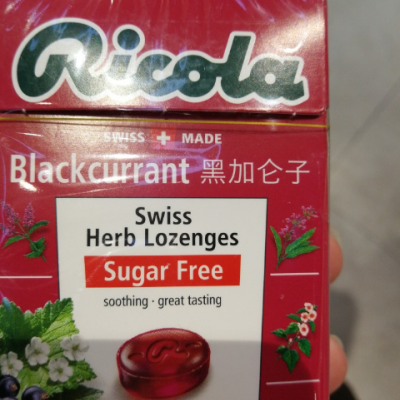 Ricola
SWISS MADE
Blackcurrant 黑加仑子
Swiss
Herb Lozenges
Sugar Free
soothing · great tasting